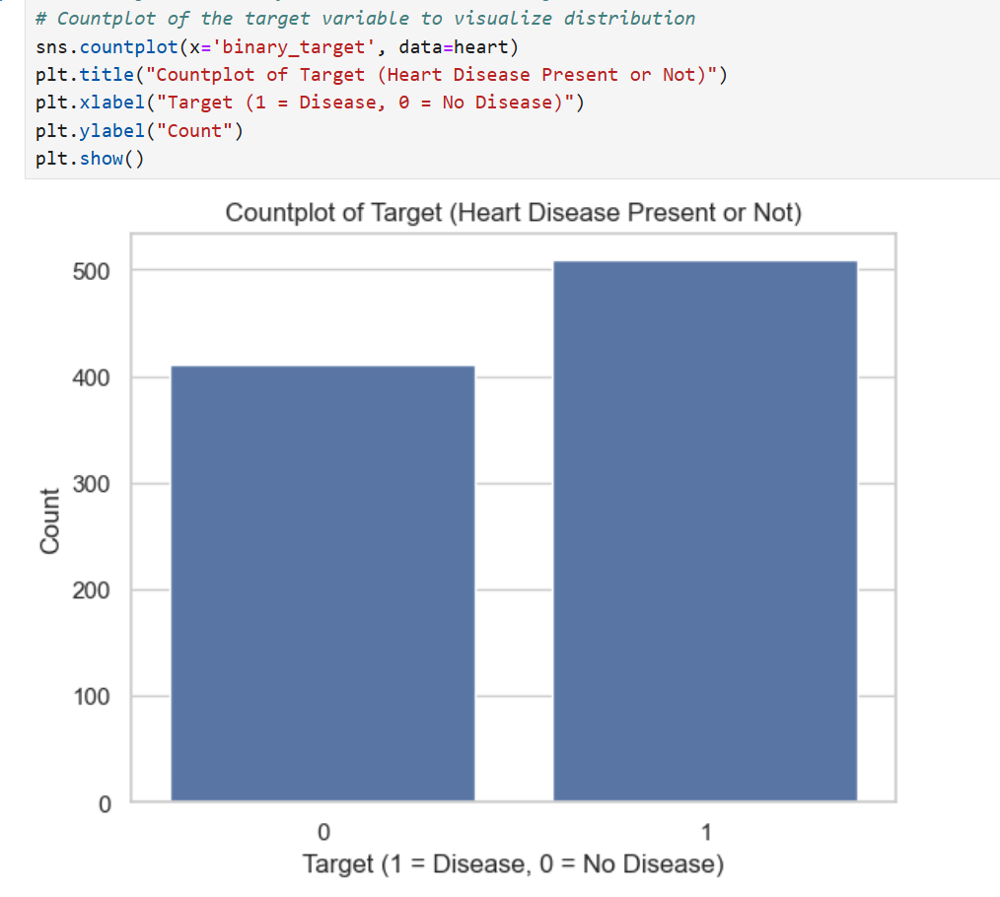 # Countplot of the target variable to visualize distribution
sns.countplot(x='binary_target', data=heart)
plt.title("Countplot of Target (Heart Disease Present or Not)")
plt.xlabel("Target (1 = Disease, 0 = No Disease)")
plt.ylabel("Count")
plt.show()
Countplot of Target (Heart Disease Present or Not)
500
400
300
200
100
0
Count
0 1
Target (1 = Disease, 0 = No Disease)